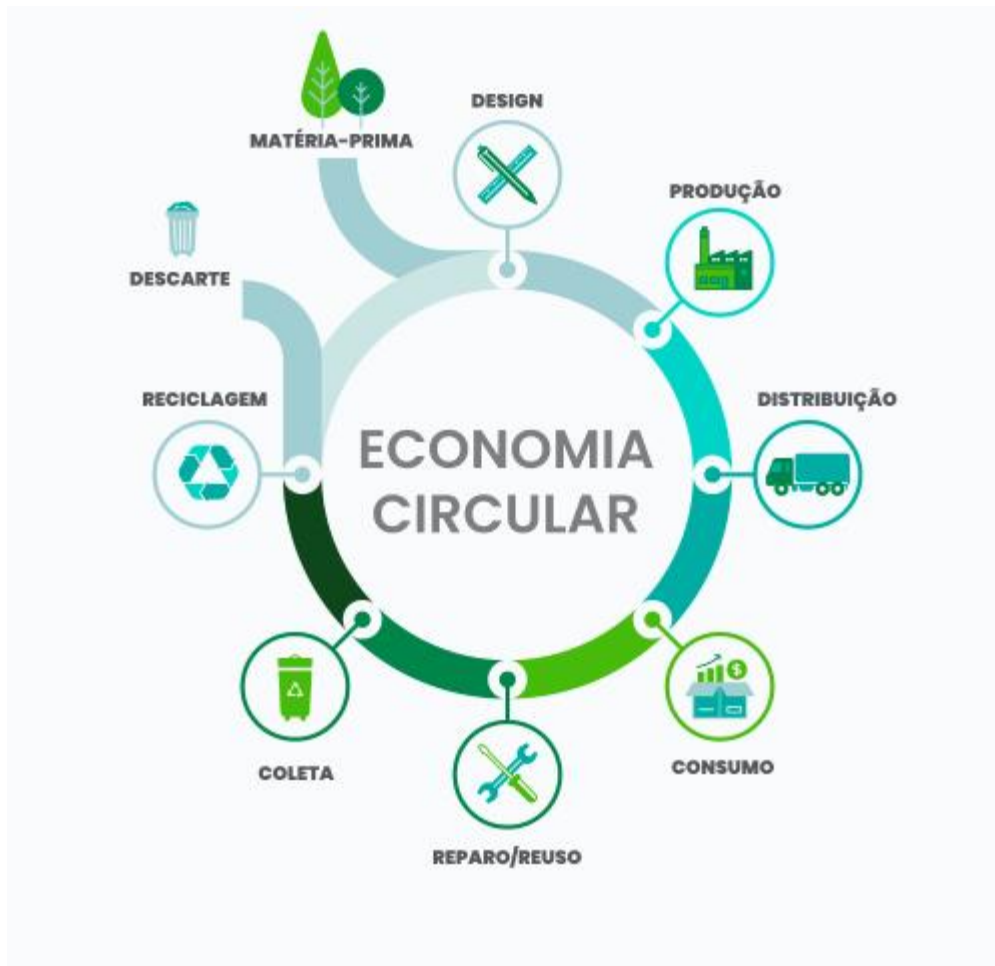 DESIGN
MATÉRIA-PRIMA
PRODUÇÃO
DESCARTE
RECICLAGEM
DISTRIBUIÇÃO
ECONOMIA
CIRCULAR
COLETA
CONSUMO
REPARO/REUSO